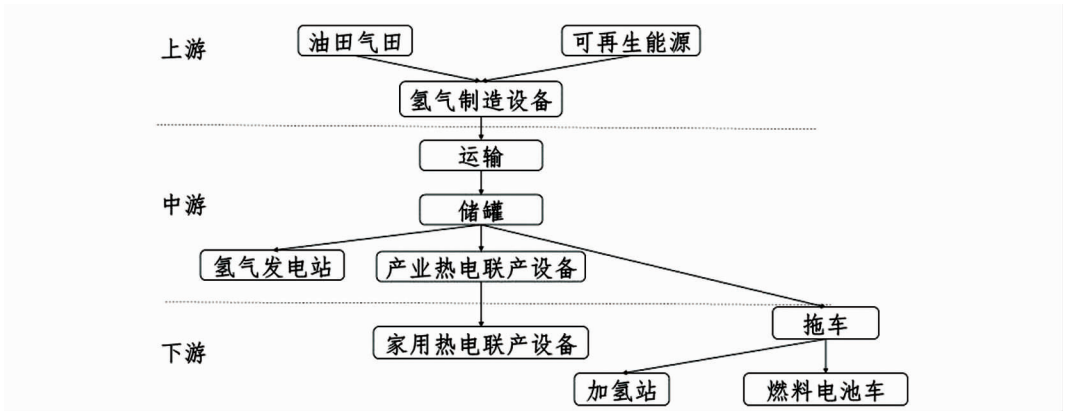 上游
油田气田
可再生能源
氢气制造设备
运输
中游
储罐
氢气发电站
产业热电联产设备
拖车
下游
家用热电联产设备
加氢站
燃料电池车